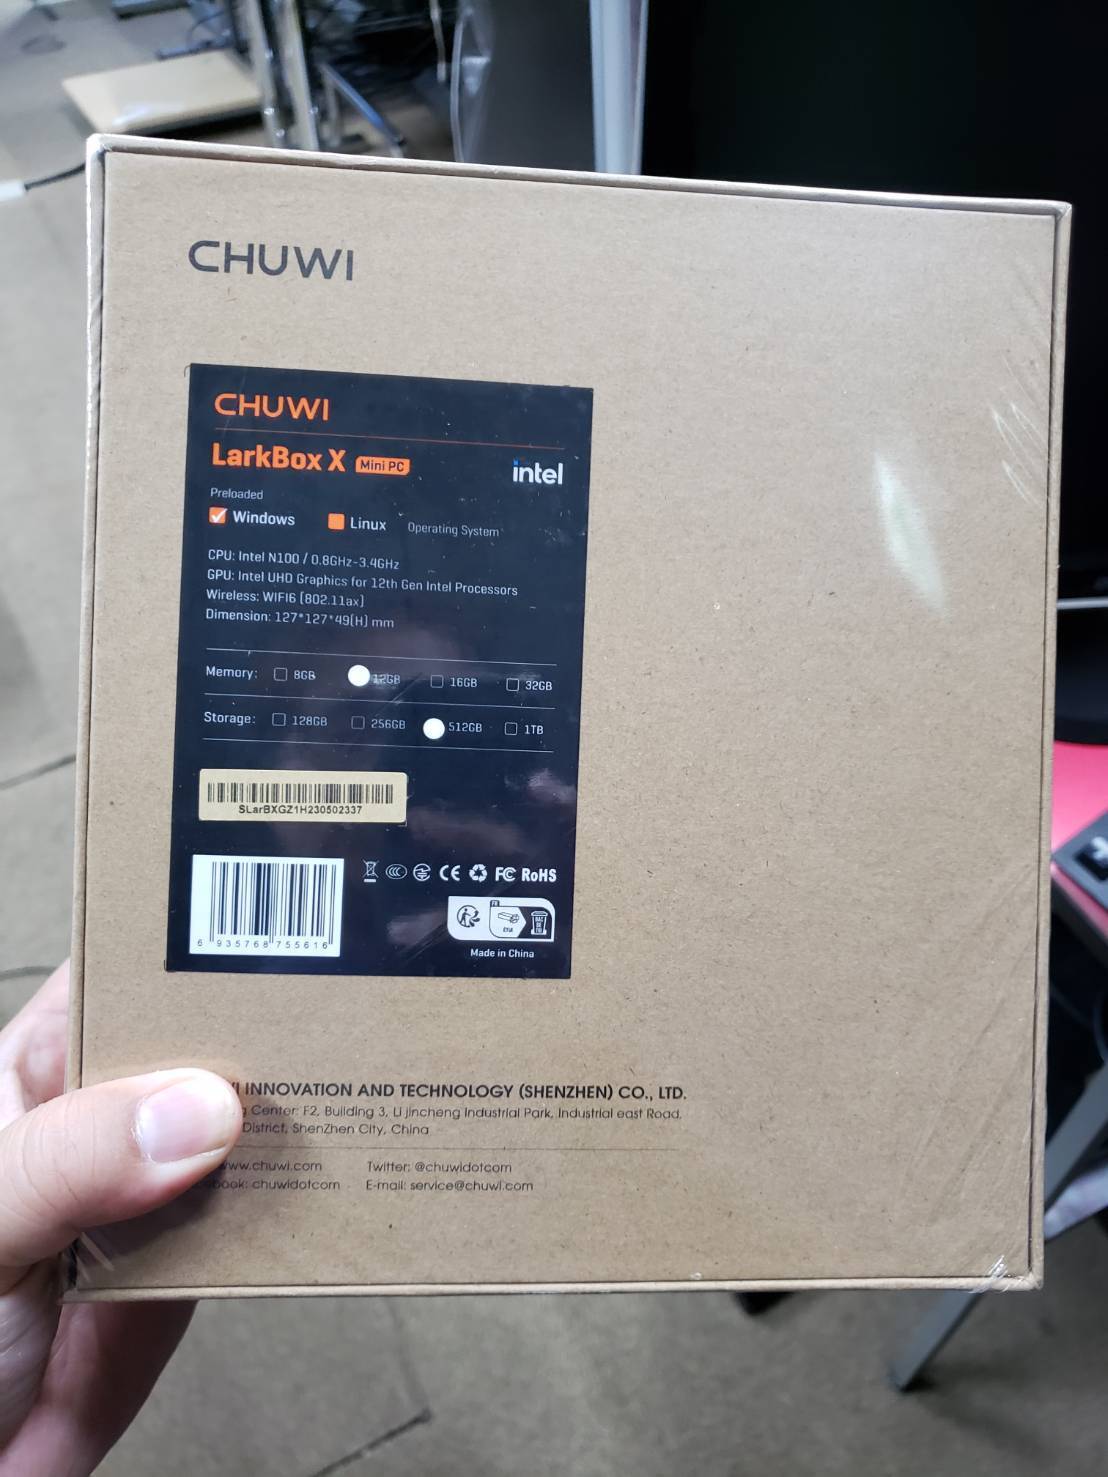 CHUWI
CHUWI
LarkBox X Mini PC
intel
Preloaded
Windows Linux Operating System
CPU: Intel N100 / 0.8GHz-3.4GHz
GPU: Intel UHD Graphics for 12th Gen Intel Processors
Wireless: WIFI6 (802.11ax)
Dimension: 127*127*49(H) mm
Memory: 8GB 12GB 16GB 32GB
Storage: 128GB 256GB 512GB 1TB
SLarBXGZ1H230502337
CE FC RoHS
6 935768 755616
FR
Made in China
INNOVATION AND TECHNOLOGY (SHENZHEN) CO., LTD.
Center: F2, Building 3, Li jincheng Industrial Park, Industrial east Road,
District, ShenZhen City, China
www.chuwi.com Twitter: @chuwidotcom
chuwidotcom E-mail: service@chuwi.com